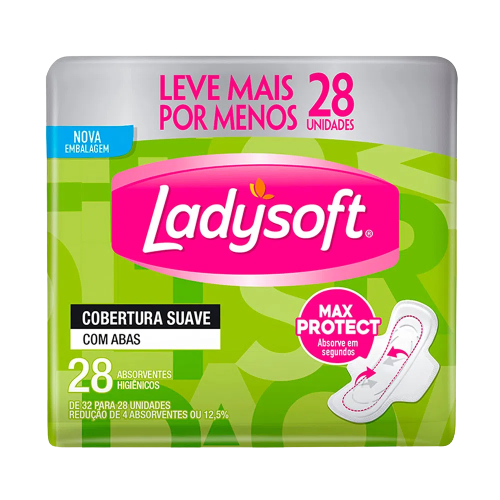 LEVE MAIS
POR MENOS
28
UNIDADES
NOVA
EMBALAGEM
Ladysoft®
MAX
PROTECT
Absorve em
segundos
COBERTURA SUAVE
COM ABAS
28 ABSORVENTES
HIGIÊNICOS
DE 32 PARA 28 UNIDADES
REDUÇÃO DE 4 ABSORVENTES OU 12,5%